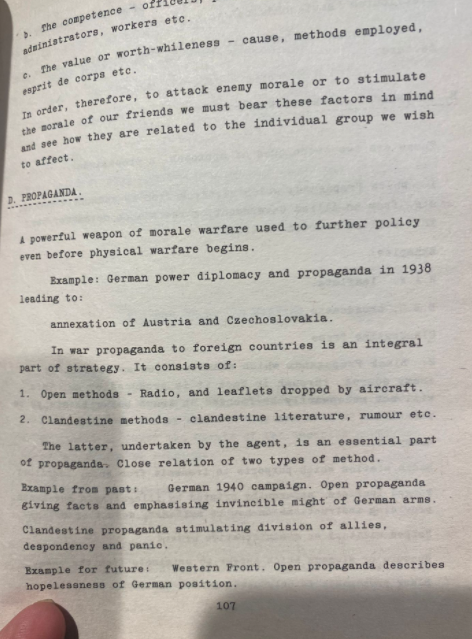 b. The competence - officers,
administrators, workers etc.
c. The value or worth-whileness - cause, methods employed,
esprit de corps etc.
In order, therefore, to attack enemy morale or to stimulate
the morale of our friends we must bear these factors in mind
and see how they are related to the individual group we wish
to affect.
D. PROPAGANDA.
A powerful weapon of morale warfare used to further policy
even before physical warfare begins.
Example: German power diplomacy and propaganda in 1938
leading to:
annexation of Austria and Czechoslovakia.
In war propaganda to foreign countries is an integral
part of strategy. It consists of:
1. Open methods - Radio, and leaflets dropped by aircraft.
2. Clandestine methods - clandestine literature, rumour etc.
The latter, undertaken by the agent, is an essential part
of propaganda. Close relation of two types of method.
Example from past: German 1940 campaign. Open propaganda
giving facts and emphasising invincible might of German arms.
Clandestine propaganda stimulating division of allies,
despondency and panic.
Example for future: Western Front. Open propaganda describes
hopelessness of German position.
107